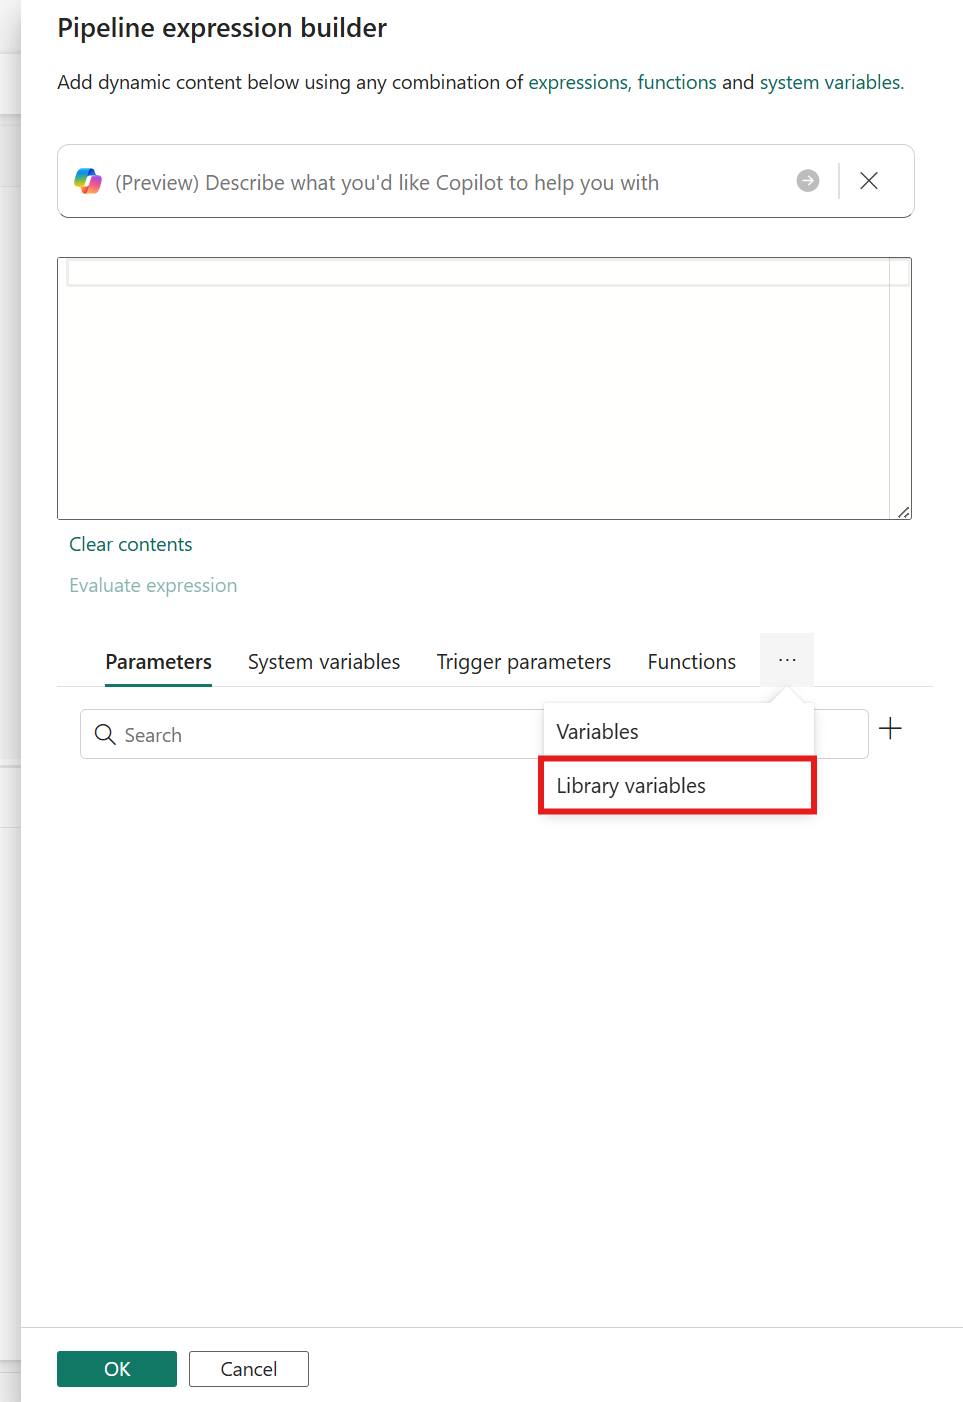 Pipeline expression builder
Add dynamic content below using any combination of expressions, functions and system variables.
(Preview) Describe what you'd like Copilot to help you with
Clear contents
Evaluate expression
Parameters System variables Trigger parameters Functions ...
Search
Variables
Library variables
OK Cancel